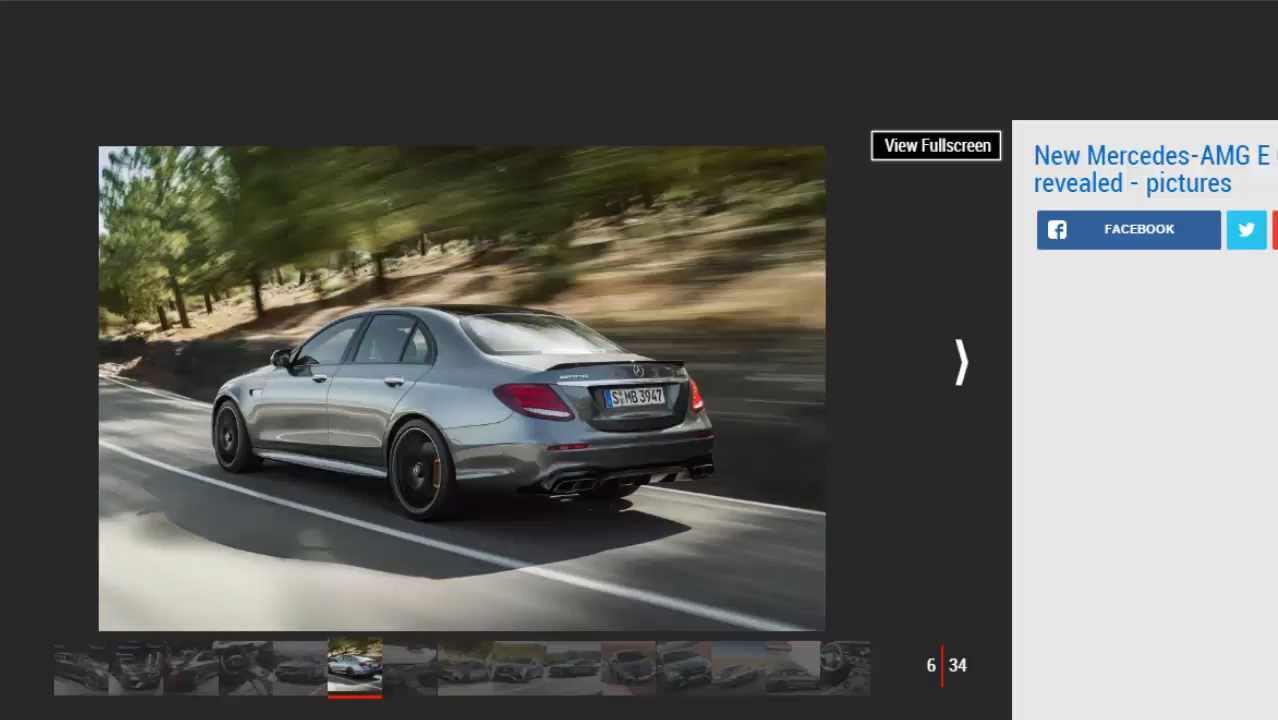 View Fullscreen
New Mercedes-AMG E
revealed - pictures
FACEBOOK
S MB 3947
6 34